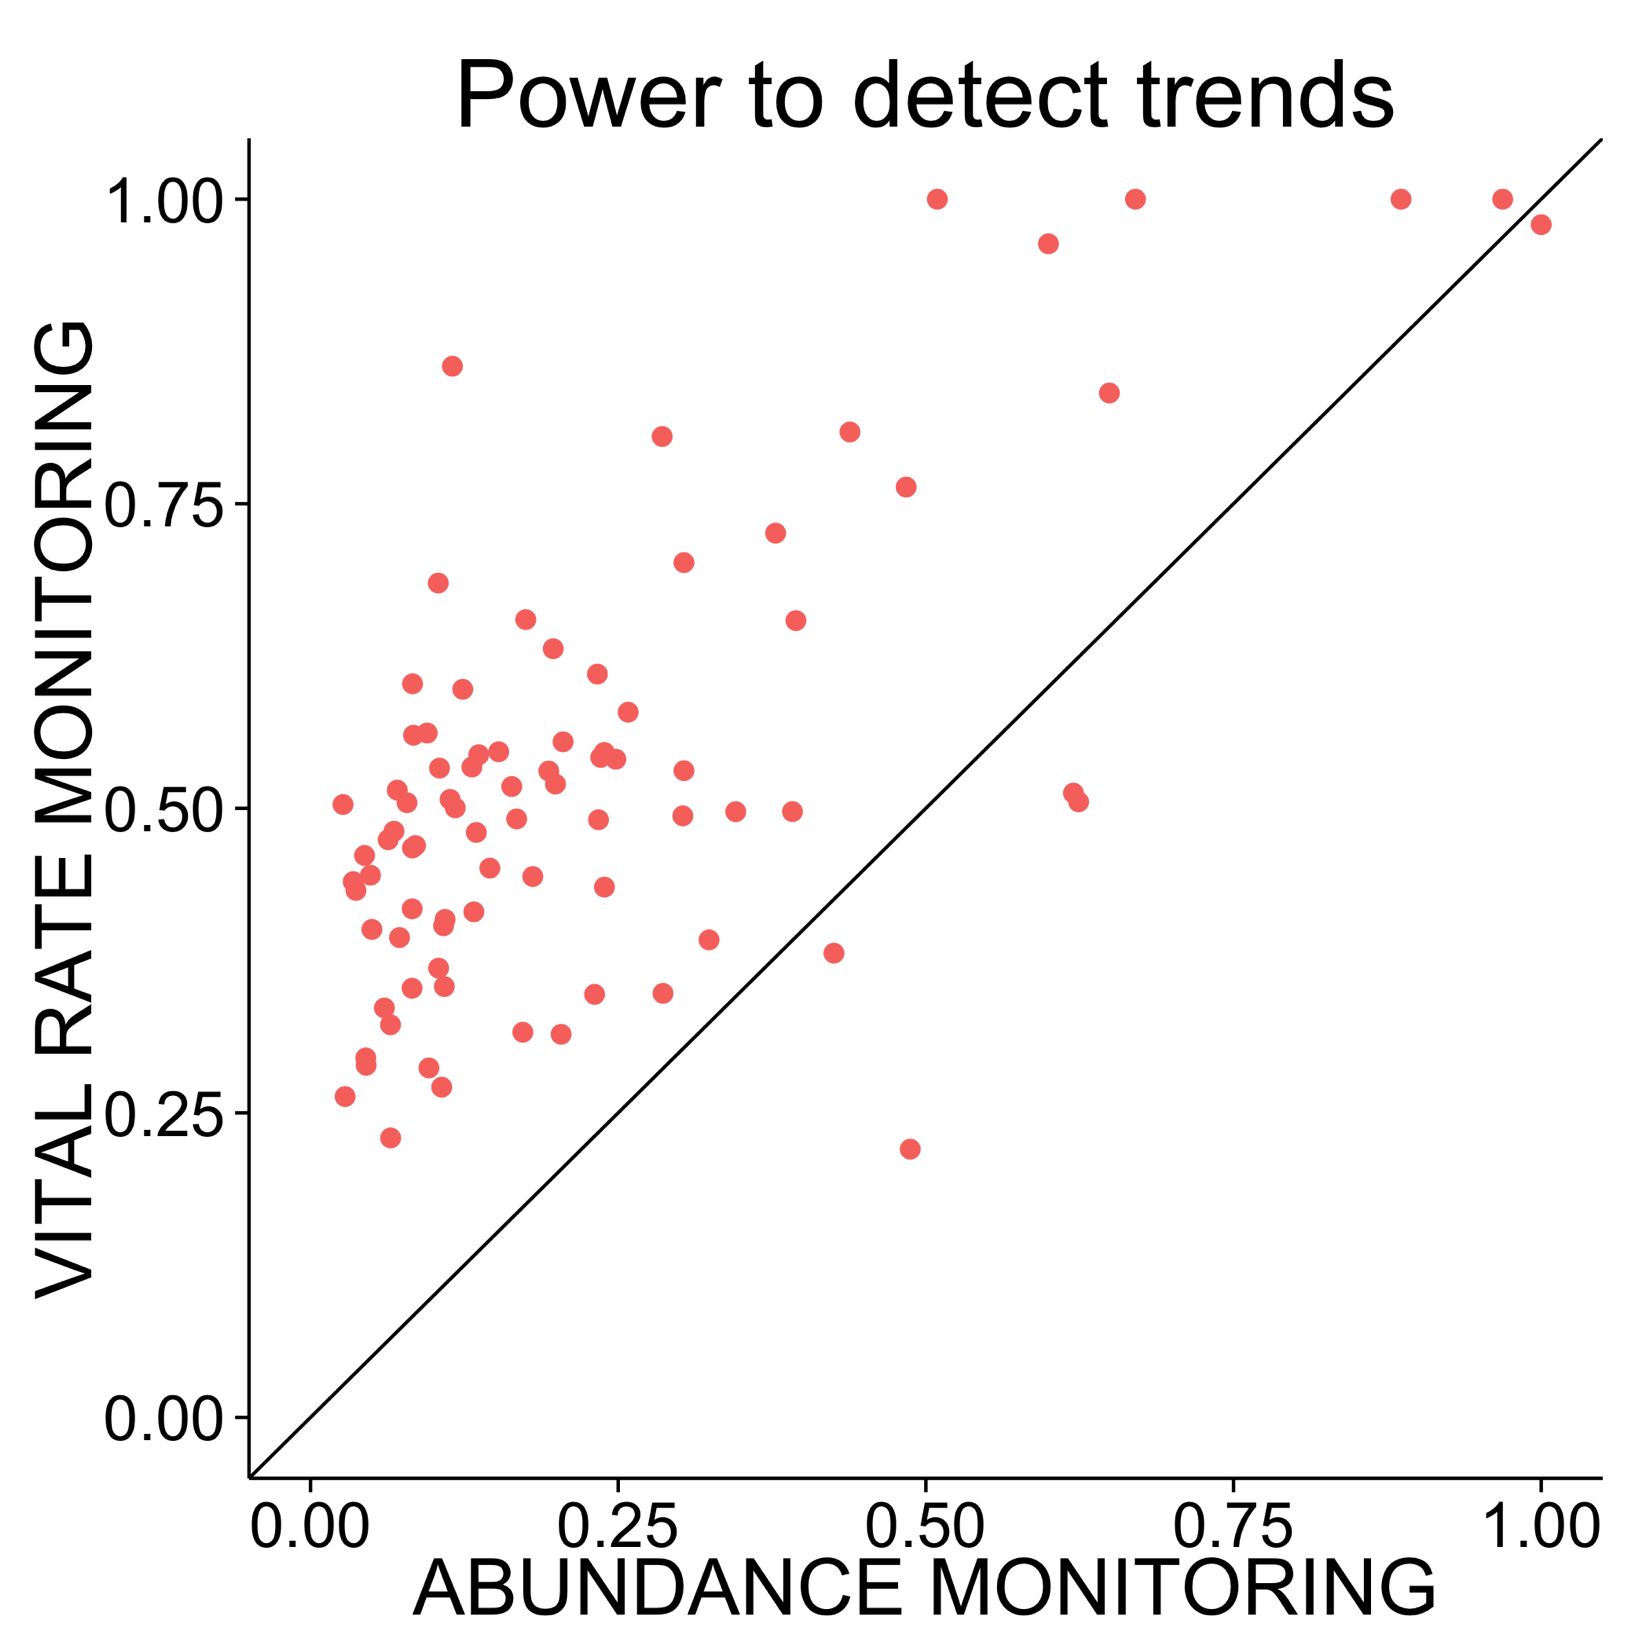 Power to detect trends
VITAL RATE MONITORING
1.00
0.75
0.50
0.25
0.00
0.00 0.25 0.50 0.75 1.00
ABUNDANCE MONITORING